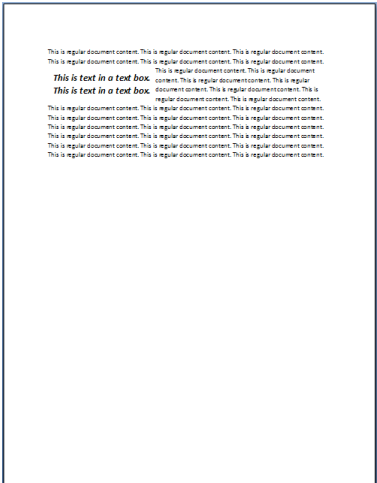 This is regular document content. This is regular document content. This is regular document content.
This is regular document content. This is regular document content. This is regular document content.
This is text in a text box.
This is text in a text box.
This is regular document content. This is regular document
content. This is regular document content. This is regular
document content. This is regular document content. This is
regular document content. This is regular document content.
This is regular document content. This is regular document content. This is regular document content.
This is regular document content. This is regular document content. This is regular document content.
This is regular document content. This is regular document content. This is regular document content.
This is regular document content. This is regular document content. This is regular document content.
This is regular document content. This is regular document content. This is regular document content.
This is regular document content. This is regular document content. This is regular document content.